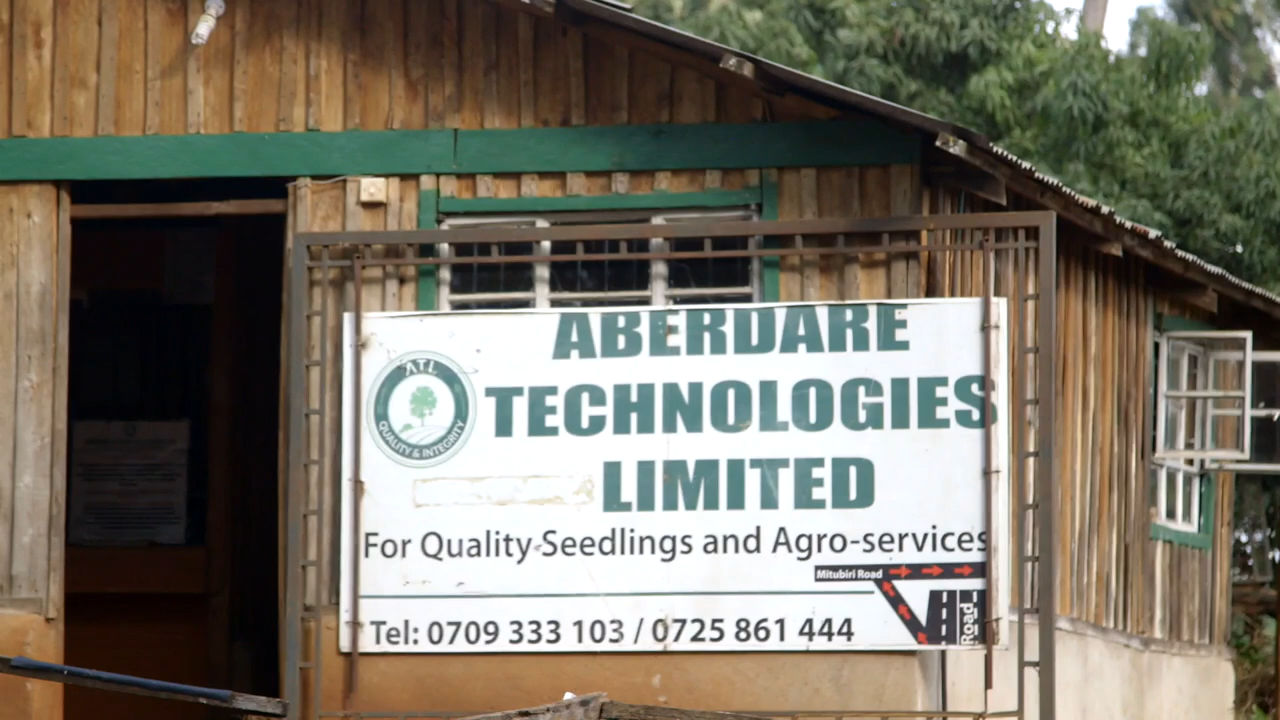 ABERDARE
TECHNOLOGIES
LIMITED
ATL
QUALITY & INTEGRITY
For Quality Seedlings and Agro-services
Mitubiri Road
Road
Tel: 0709 333 103 / 0725 861 444